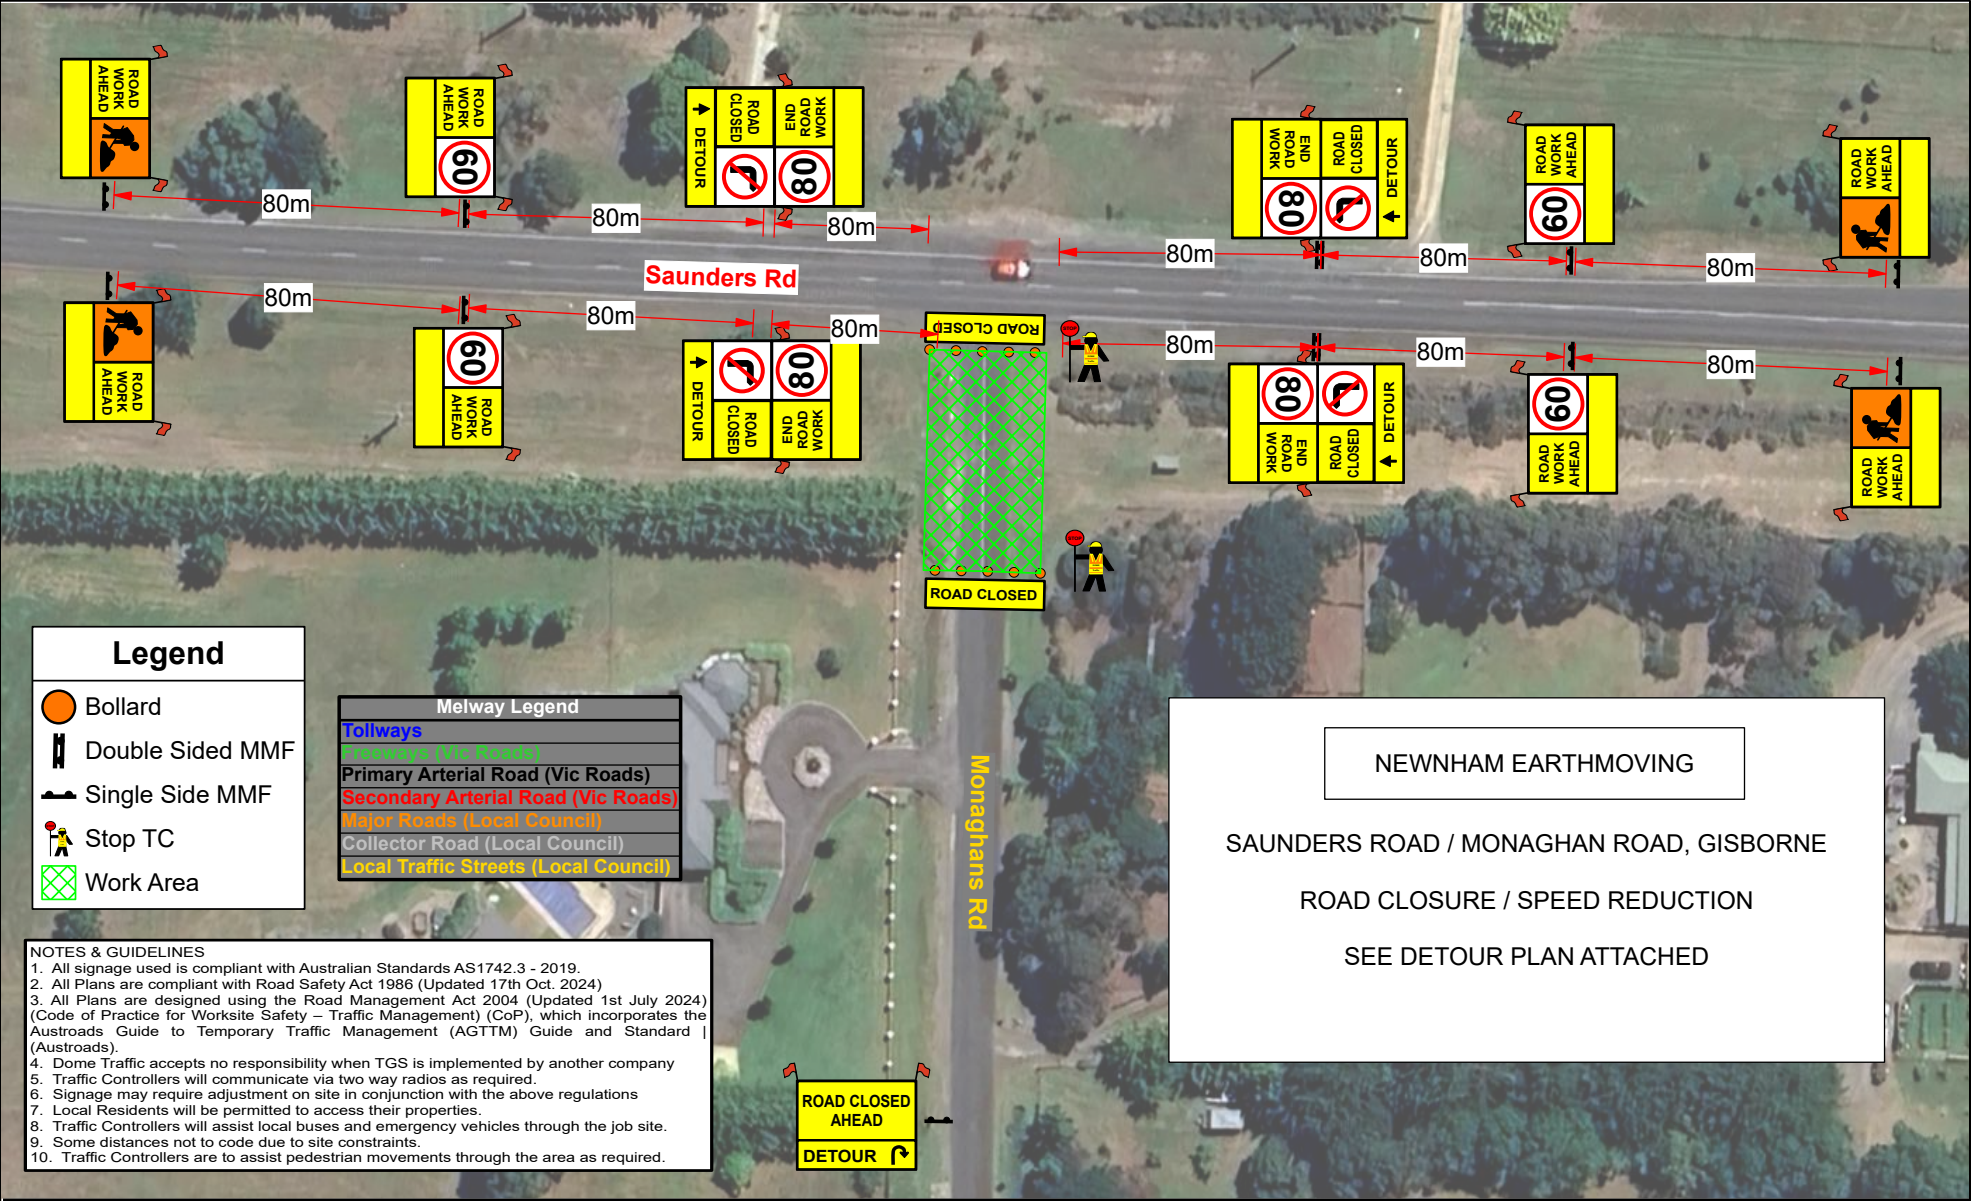 ROAD
WORK
AHEAD
ROAD
WORK
AHEAD
60
DETOUR
ROAD
CLOSED
END
ROAD
WORK
80
END
ROAD
WORK
80
ROAD
CLOSED
DETOUR
ROAD
WORK
AHEAD
60
ROAD
WORK
AHEAD
80m
80m
80m
80m
80m
80m
Saunders Rd
80m
80m
80m
80m
80m
80m
ROAD
WORK
AHEAD
60
ROAD
WORK
AHEAD
DETOUR
ROAD
CLOSED
80
END
ROAD
WORK
ROAD CLOSED
STOP
80
END
ROAD
WORK
ROAD
CLOSED
DETOUR
60
ROAD
WORK
AHEAD
ROAD
WORK
AHEAD
STOP
ROAD CLOSED
Legend
Bollard
Double Sided MMF
Single Side MMF
Stop TC
Work Area
Melway Legend
Tollways
Freeways (Vic Roads)
Primary Arterial Road (Vic Roads)
Secondary Arterial Road (Vic Roads)
Major Roads (Local Council)
Collector Road (Local Council)
Local Traffic Streets (Local Council)
Monaghans Rd
NEWNHAM EARTHMOVING
SAUNDERS ROAD / MONAGHAN ROAD, GISBORNE
ROAD CLOSURE / SPEED REDUCTION
SEE DETOUR PLAN ATTACHED
NOTES & GUIDELINES
1. All signage used is compliant with Australian Standards AS1742.3 - 2019.
2. All Plans are compliant with Road Safety Act 1986 (Updated 17th Oct. 2024)
3. All Plans are designed using the Road Management Act 2004 (Updated 1st July 2024)
(Code of Practice for Worksite Safety – Traffic Management) (CoP), which incorporates the
Austroads Guide to Temporary Traffic Management (AGTTM) Guide and Standard |
(Austroads).
4. Dome Traffic accepts no responsibility when TGS is implemented by another company
5. Traffic Controllers will communicate via two way radios as required.
6. Signage may require adjustment on site in conjunction with the above regulations
7. Local Residents will be permitted to access their properties.
8. Traffic Controllers will assist local buses and emergency vehicles through the job site.
9. Some distances not to code due to site constraints.
10. Traffic Controllers are to assist pedestrian movements through the area as required.
ROAD CLOSED
AHEAD
DETOUR